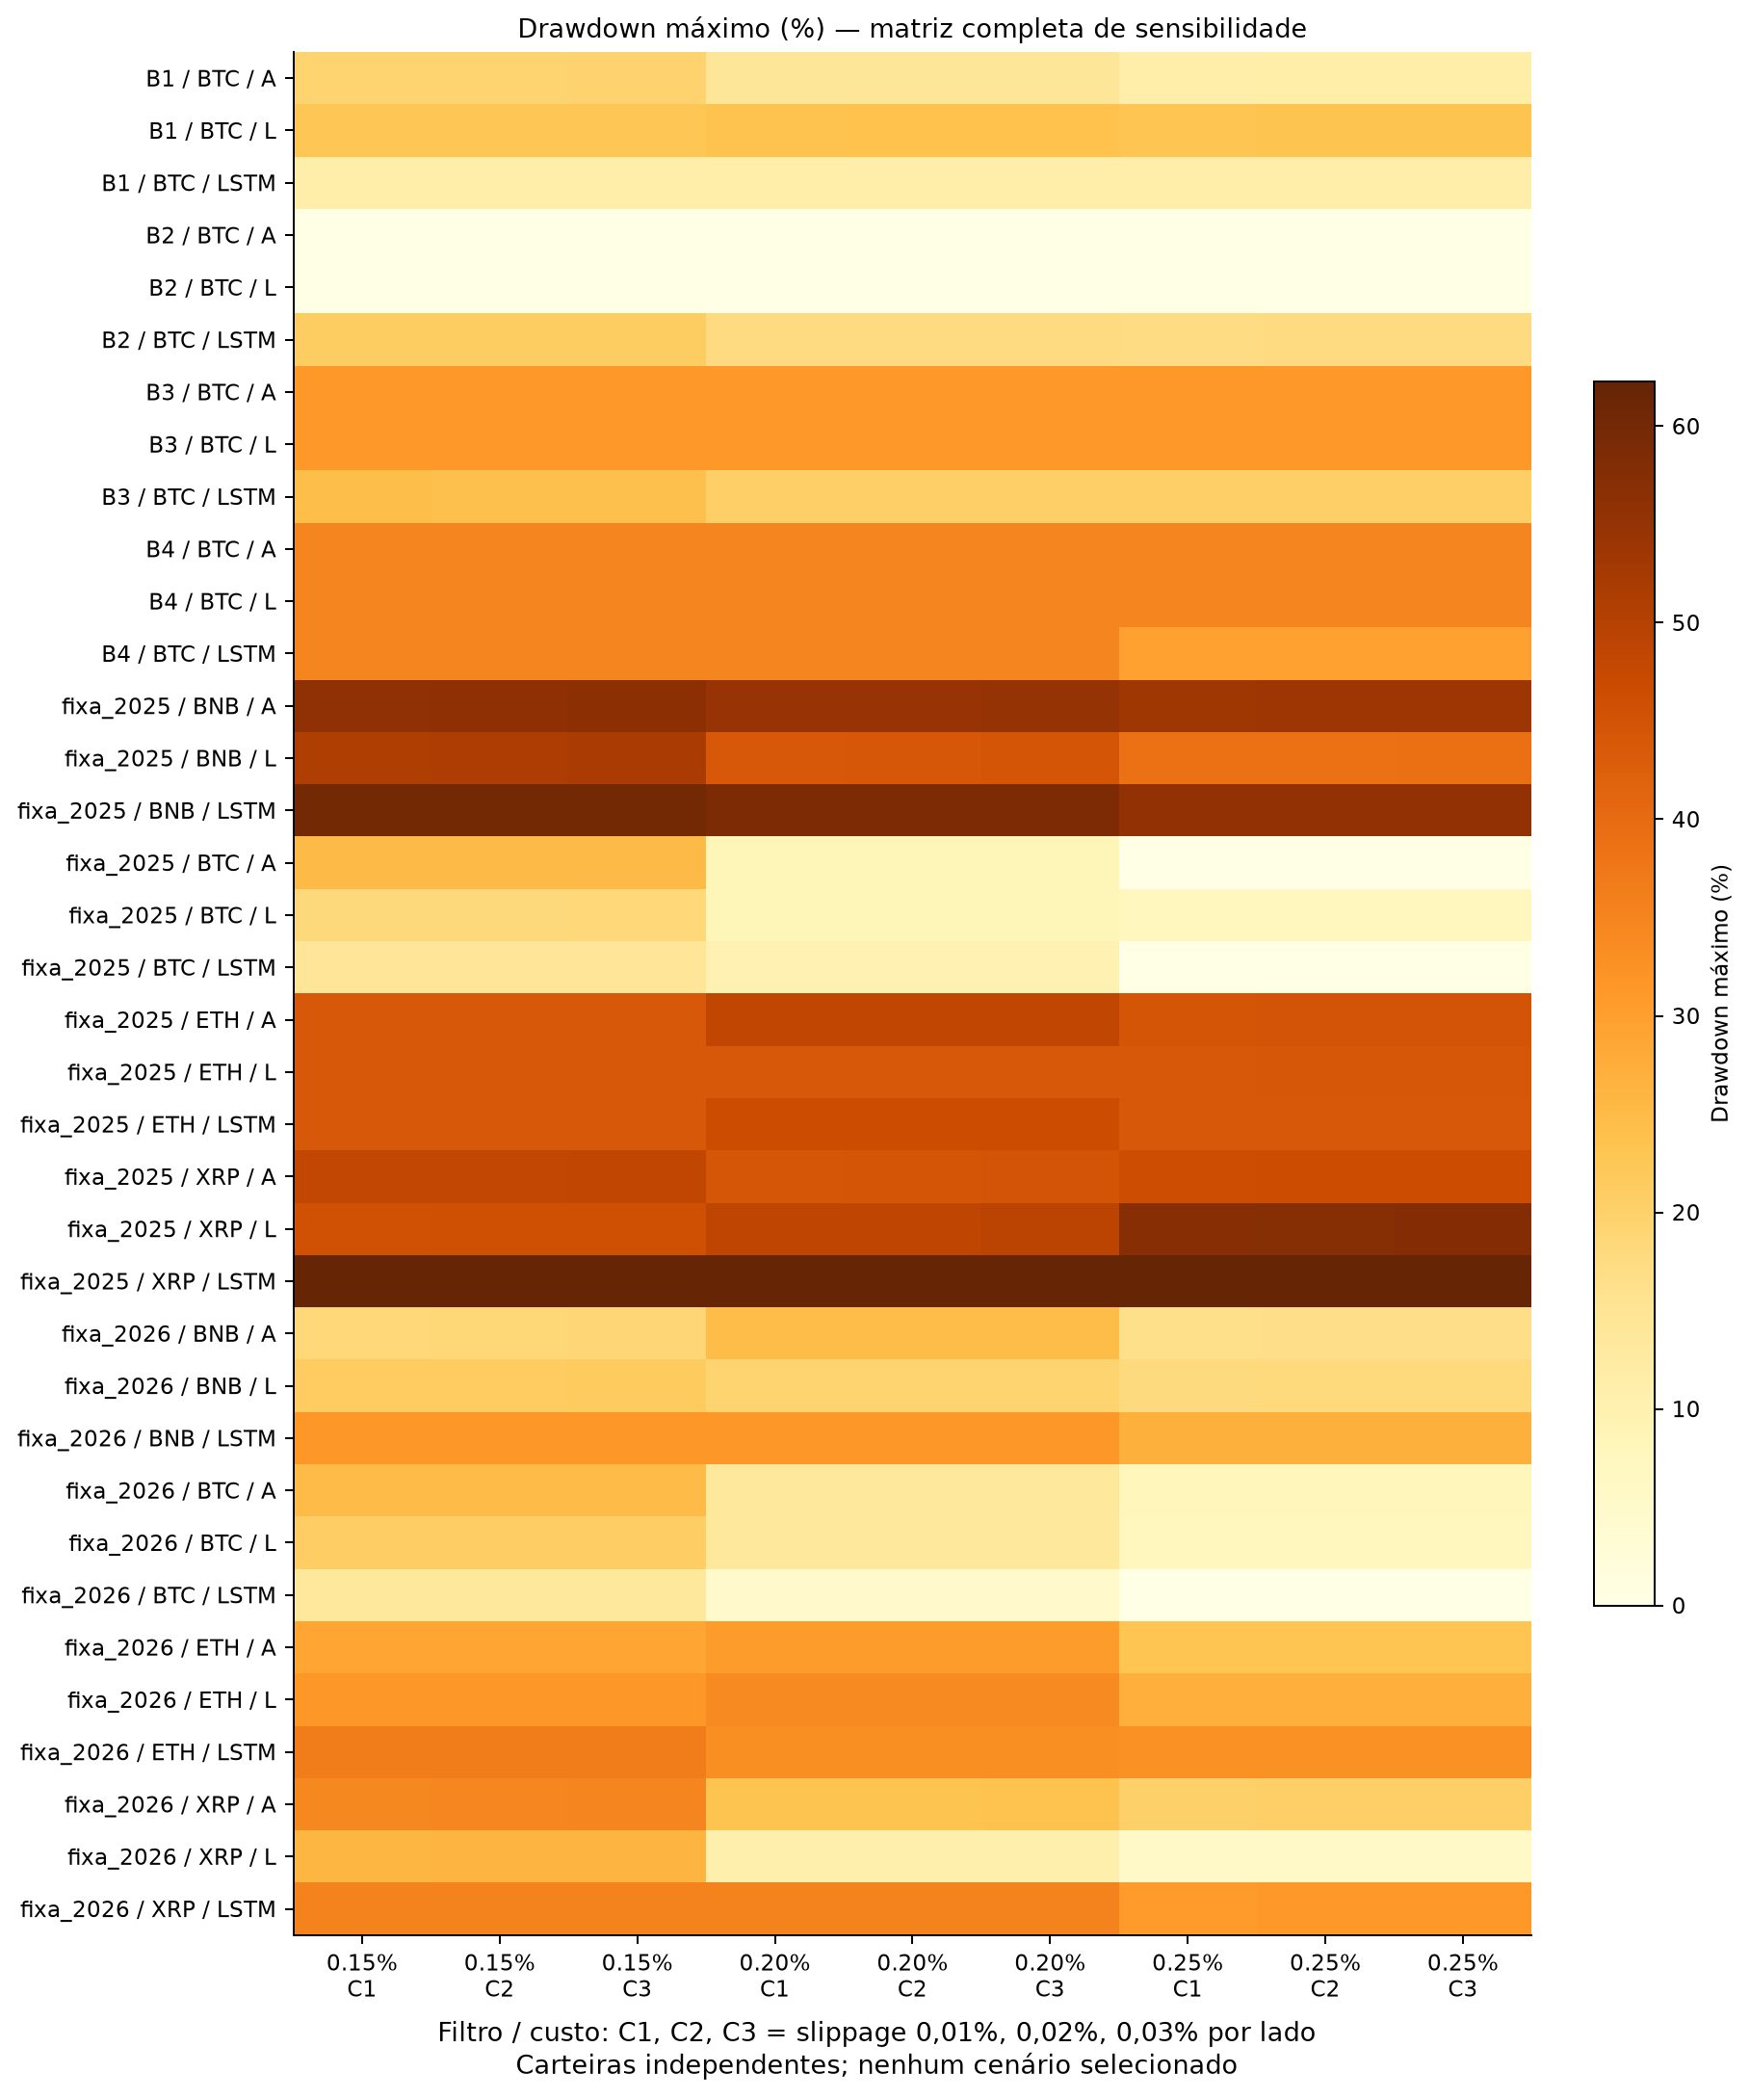 Drawdown máximo (%) — matriz completa de sensibilidade
B1 / BTC / A
B1 / BTC / L
B1 / BTC / LSTM
B2 / BTC / A
B2 / BTC / L
B2 / BTC / LSTM
B3 / BTC / A
B3 / BTC / L
B3 / BTC / LSTM
B4 / BTC / A
B4 / BTC / L
B4 / BTC / LSTM
fixa_2025 / BNB / A
fixa_2025 / BNB / L
fixa_2025 / BNB / LSTM
fixa_2025 / BTC / A
fixa_2025 / BTC / L
fixa_2025 / BTC / LSTM
fixa_2025 / ETH / A
fixa_2025 / ETH / L
fixa_2025 / ETH / LSTM
fixa_2025 / XRP / A
fixa_2025 / XRP / L
fixa_2025 / XRP / LSTM
fixa_2026 / BNB / A
fixa_2026 / BNB / L
fixa_2026 / BNB / LSTM
fixa_2026 / BTC / A
fixa_2026 / BTC / L
fixa_2026 / BTC / LSTM
fixa_2026 / ETH / A
fixa_2026 / ETH / L
fixa_2026 / ETH / LSTM
fixa_2026 / XRP / A
fixa_2026 / XRP / L
fixa_2026 / XRP / LSTM
0.15% 0.15% 0.15% 0.20% 0.20% 0.20% 0.25% 0.25% 0.25%
C1 C2 C3 C1 C2 C3 C1 C2 C3
Filtro / custo: C1, C2, C3 = slippage 0,01%, 0,02%, 0,03% por lado
Carteiras independentes; nenhum cenário selecionado
60
50
40
30
20
10
0
Drawdown máximo (%)